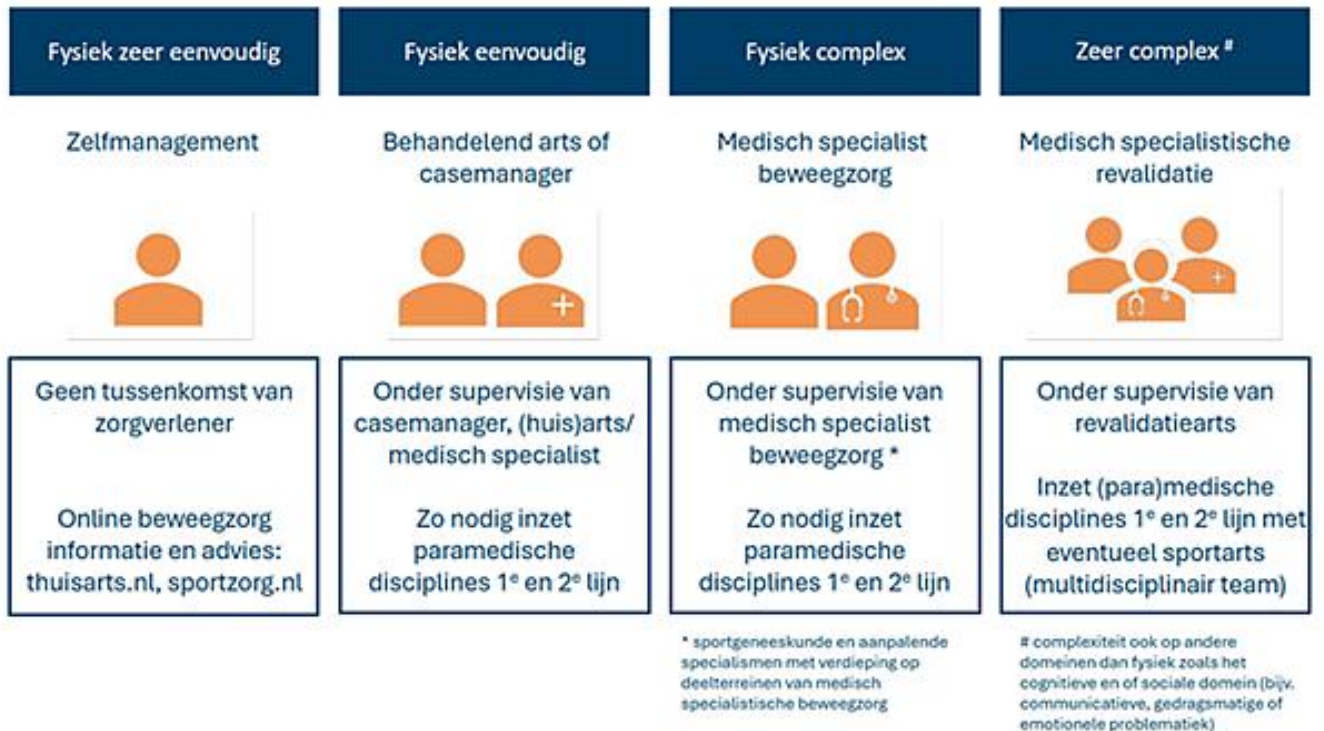 Fysiek zeer eenvoudig
Zelfmanagement
Geen tussenkomst van
zorgverlener
Online beweegzorg
informatie en advies:
thuisarts.nl, sportzorg.nl
Fysiek eenvoudig
Behandelend arts of
casemanager
Onder supervisie van
casemanager, (huis)arts/
medisch specialist
Zo nodig inzet
paramedische
disciplines 1ᵉ en 2ᵉ lijn
Fysiek complex
Medisch specialist
beweegzorg
Onder supervisie van
medisch specialist
beweegzorg *
Zo nodig inzet
paramedische
disciplines 1ᵉ en 2ᵉ lijn
* sportgeneeskunde en aanpalende
specialismen met verdieping op
deelterreinen van medisch
specialistische beweegzorg
Zeer complex #
Medisch specialistische
revalidatie
Onder supervisie van
revalidatiearts
Inzet (para)medische
disciplines 1ᵉ en 2ᵉ lijn met
eventueel sportarts
(multidisciplinair team)
# complexiteit ook op andere
domeinen dan fysiek zoals het
cognitieve en of sociale domein (bijv.
communicatieve, gedragsmatige of
emotionele problematiek)